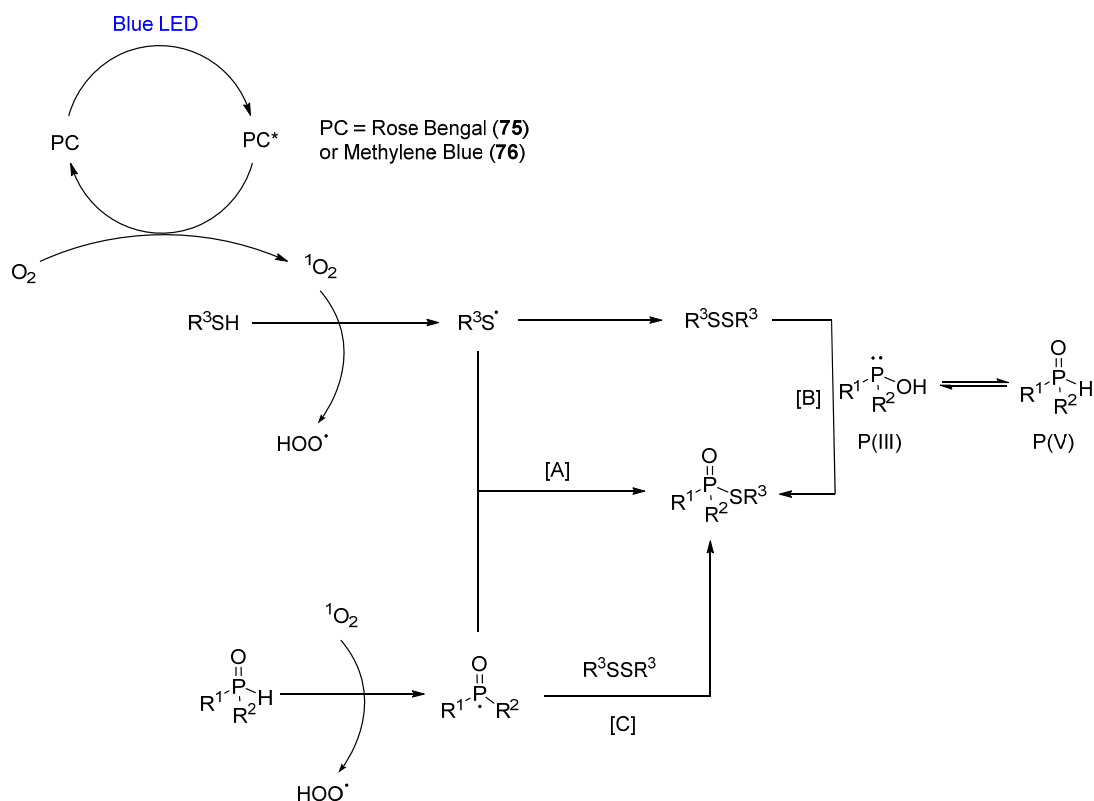 Blue LED
PC
PC*
PC = Rose Bengal (75)
or Methylene Blue (76)
O₂
¹O₂
R³SH
R³S•
R³SSR³
HOO•
[B]
R¹ P OH
R²
P(III)
O
R¹ P H
R²
P(V)
[A]
O
R¹ P SR³
R²
¹O₂
O
R¹ P H
R²
HOO•
O
R¹ P R²
R³SSR³
[C]